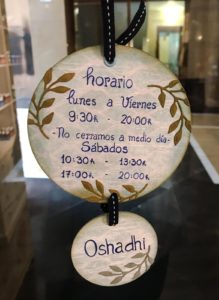 horario
lunes a Viernes
9:30h - 20:00h
-No cerramos a medio día-
Sábados
10:30h - 13:30h
17:00h - 20:00h
Oshadhi